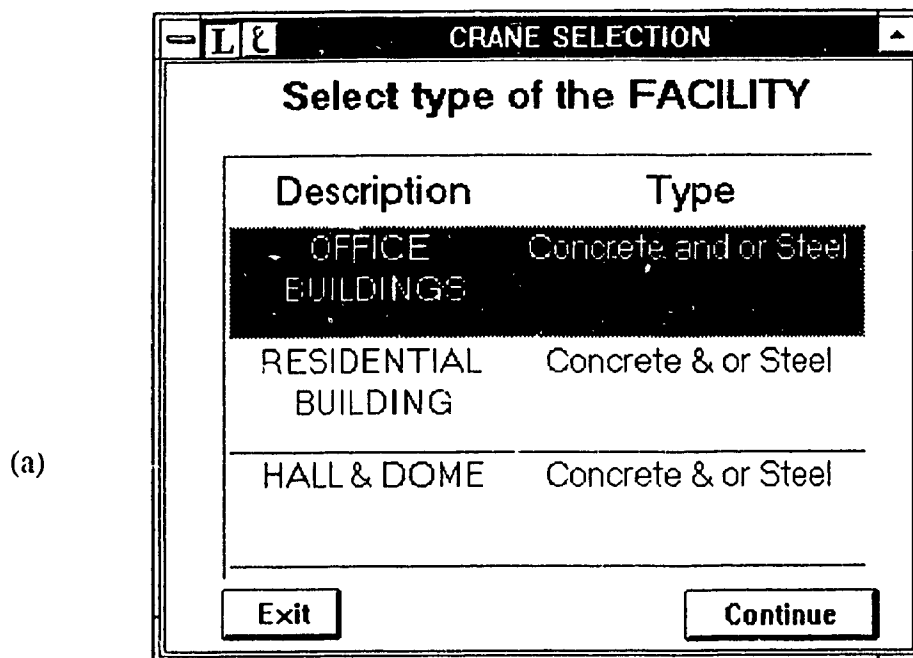 L ٤ CRANE SELECTION
Select type of the FACILITY
Description Type
OFFICE Concrete and or Steel
BUILDINGS
RESIDENTIAL Concrete & or Steel
BUILDING
(a)
HALL & DOME Concrete & or Steel
Exit Continue